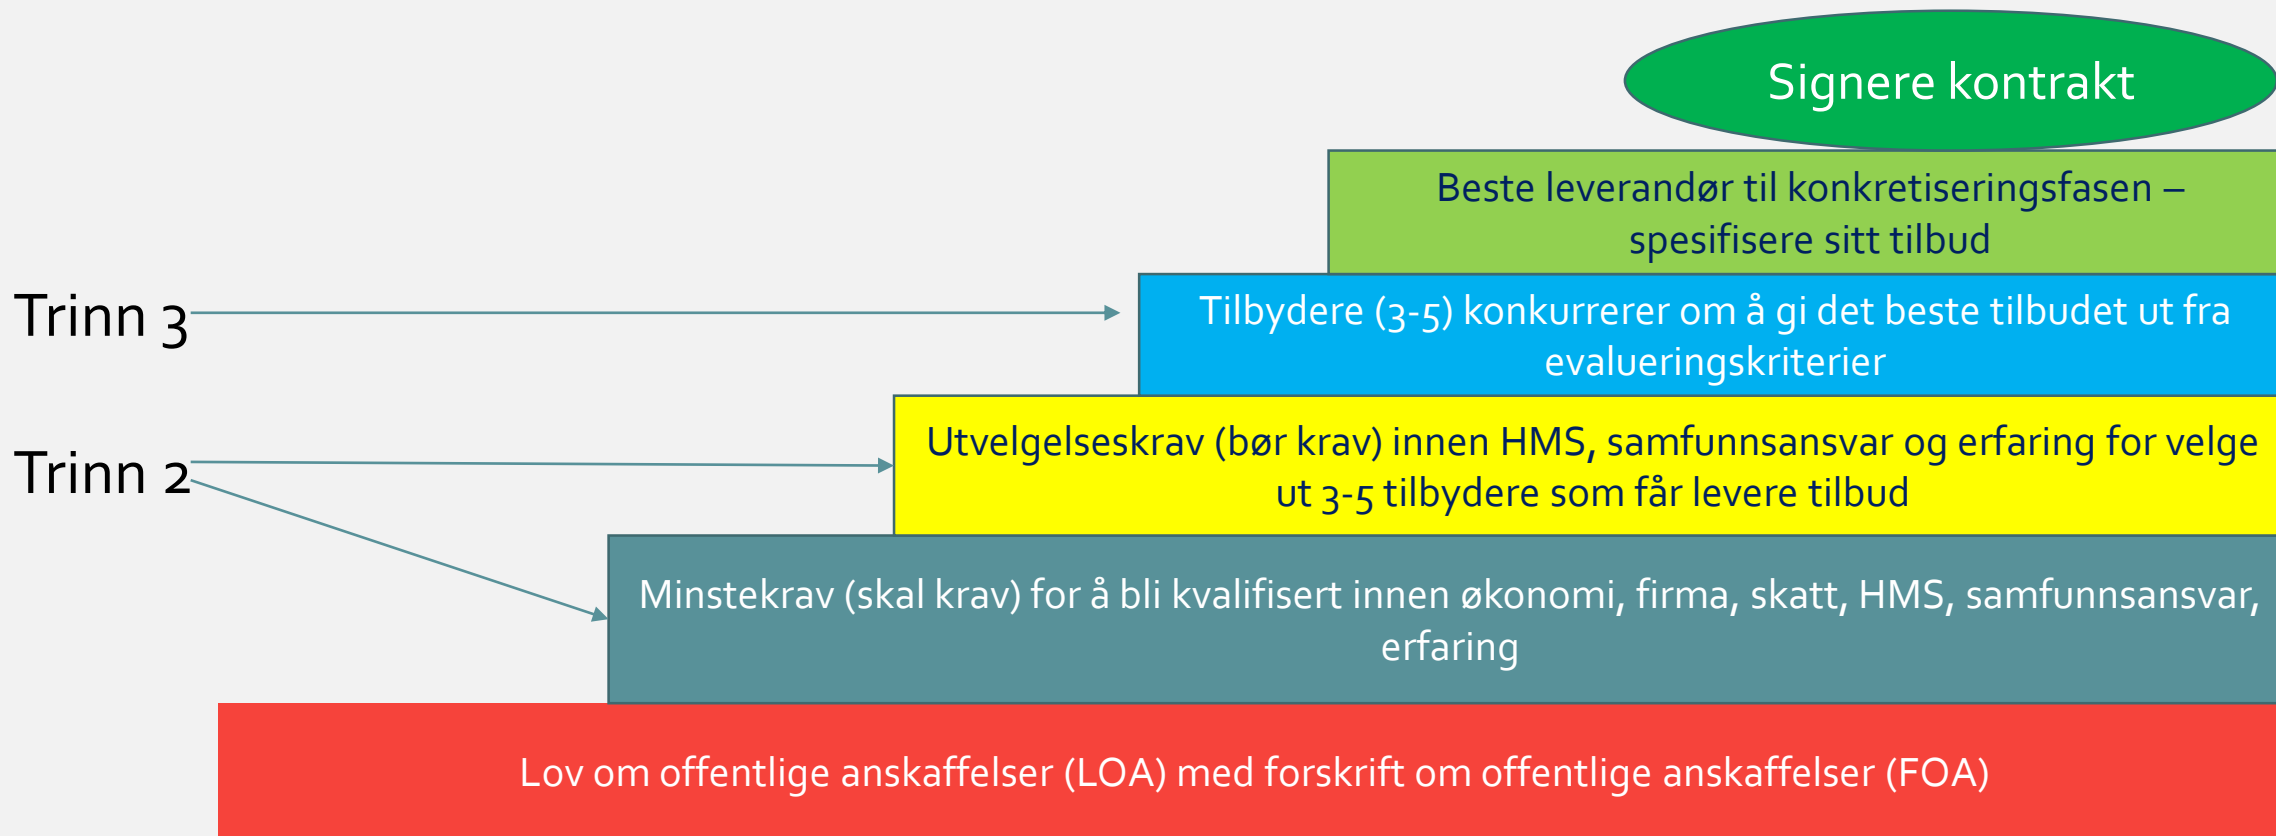 Signere kontrakt
Beste leverandør til konkretiseringsfasen –
spesifisere sitt tilbud
Trinn 3
Tilbydere (3-5) konkurrerer om å gi det beste tilbudet ut fra
evalueringskriterier
Trinn 2
Utvelgelseskrav (bør krav) innen HMS, samfunnsansvar og erfaring for velge
ut 3-5 tilbydere som får levere tilbud
Minstekrav (skal krav) for å bli kvalifisert innen økonomi, firma, skatt, HMS, samfunnsansvar,
erfaring
Lov om offentlige anskaffelser (LOA) med forskrift om offentlige anskaffelser (FOA)